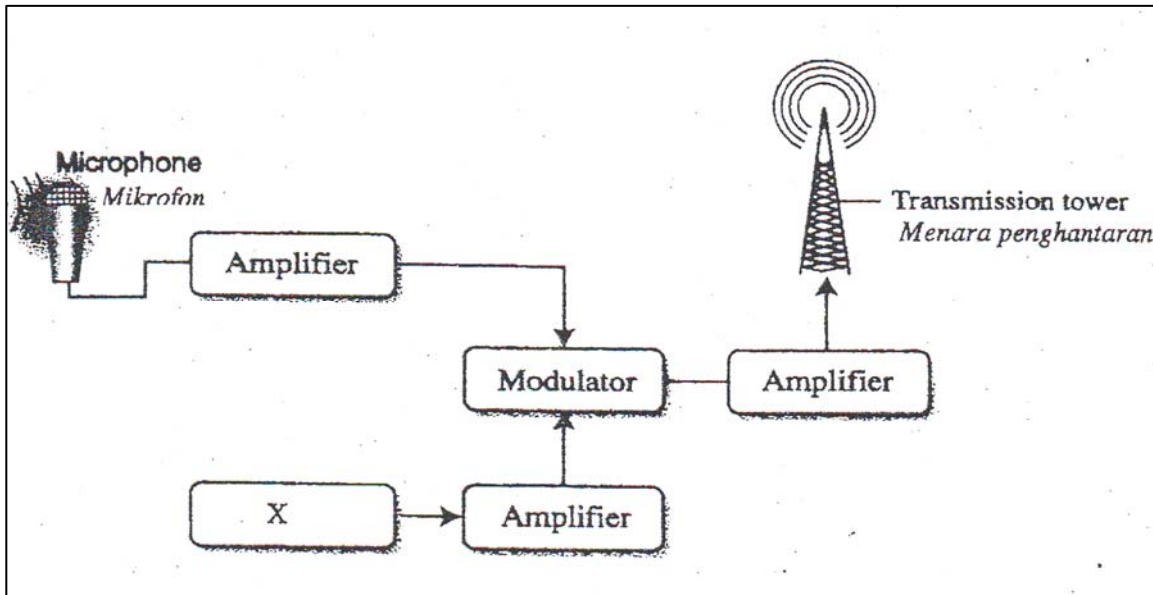 Microphone
Mikrofon
Amplifier
Transmission tower
Menara penghantaran
Modulator
Amplifier
X
Amplifier